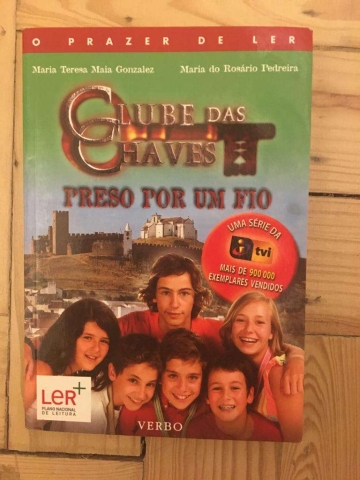 O PRAZER DE LER
Maria Teresa Maia Gonzalez Maria do Rosário Pedreira
CLUBE DAS
CHAVES
PRESO POR UM FIO
UMA SÉRIE DA
tvi
MAIS DE 900 000
EXEMPLARES VENDIDOS
LER+
PLANO NACIONAL
DE LEITURA
VERBO